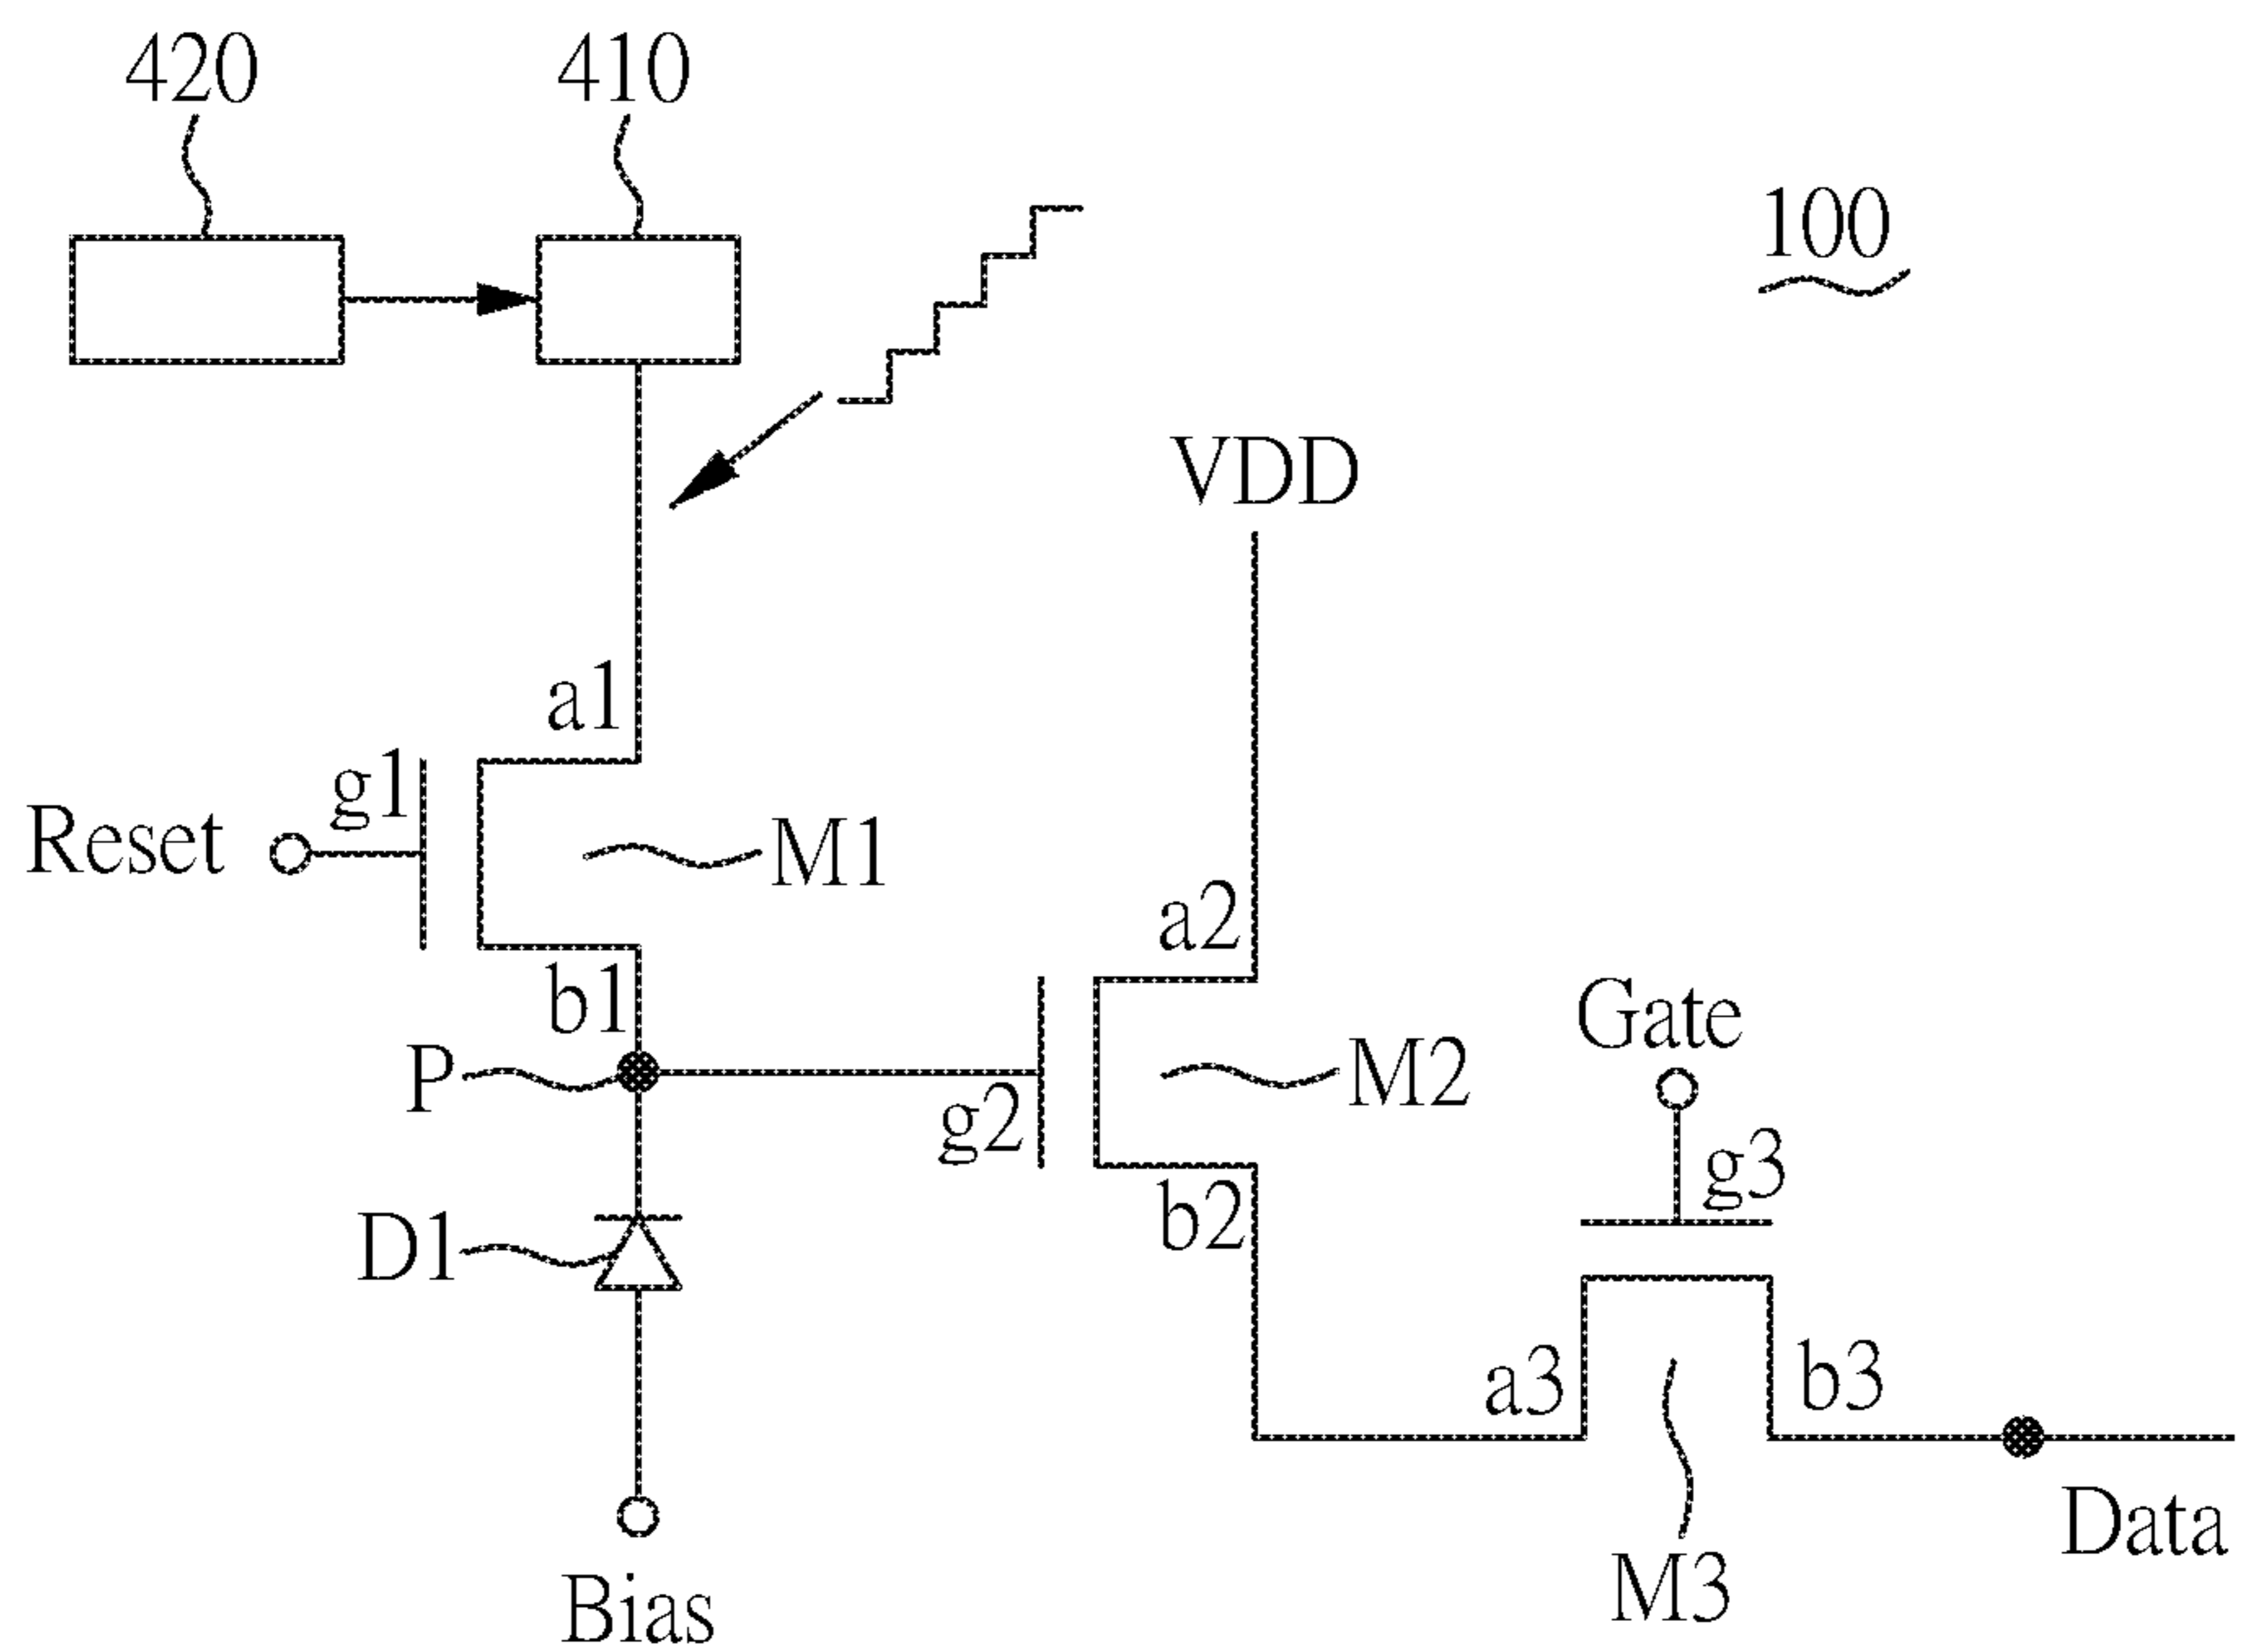 420
410
100
VDD
a1
g1
Reset
M1
a2
b1
Gate
P
M2
g2
g3
D1
b2
a3
b3
Data
M3
Bias